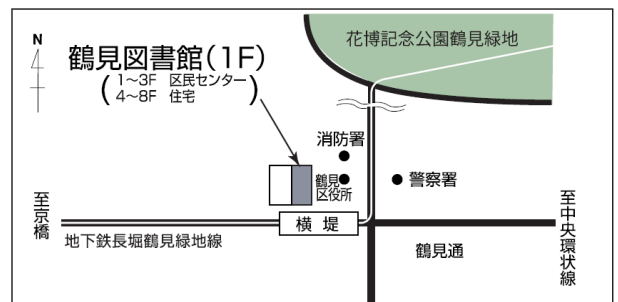 N
花博記念公園鶴見緑地
鶴見図書館（1F）
（1～3F 区民センター
4～8F 住宅）
消防署
鶴見
区役所
警察署
至京橋
至中央環状線
横堤
地下鉄長堀鶴見緑地線
鶴見通